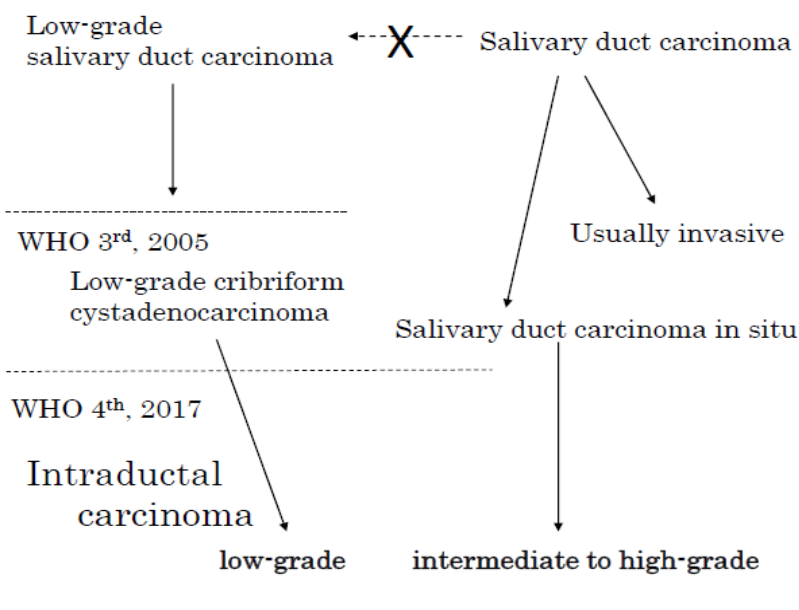 Low-grade
salivary duct carcinoma
X
Salivary duct carcinoma
Usually invasive
WHO 3rd, 2005
Low-grade cribriform
cystadenocarcinoma
Salivary duct carcinoma in situ
WHO 4th, 2017
Intraductal
carcinoma
low-grade
intermediate to high-grade